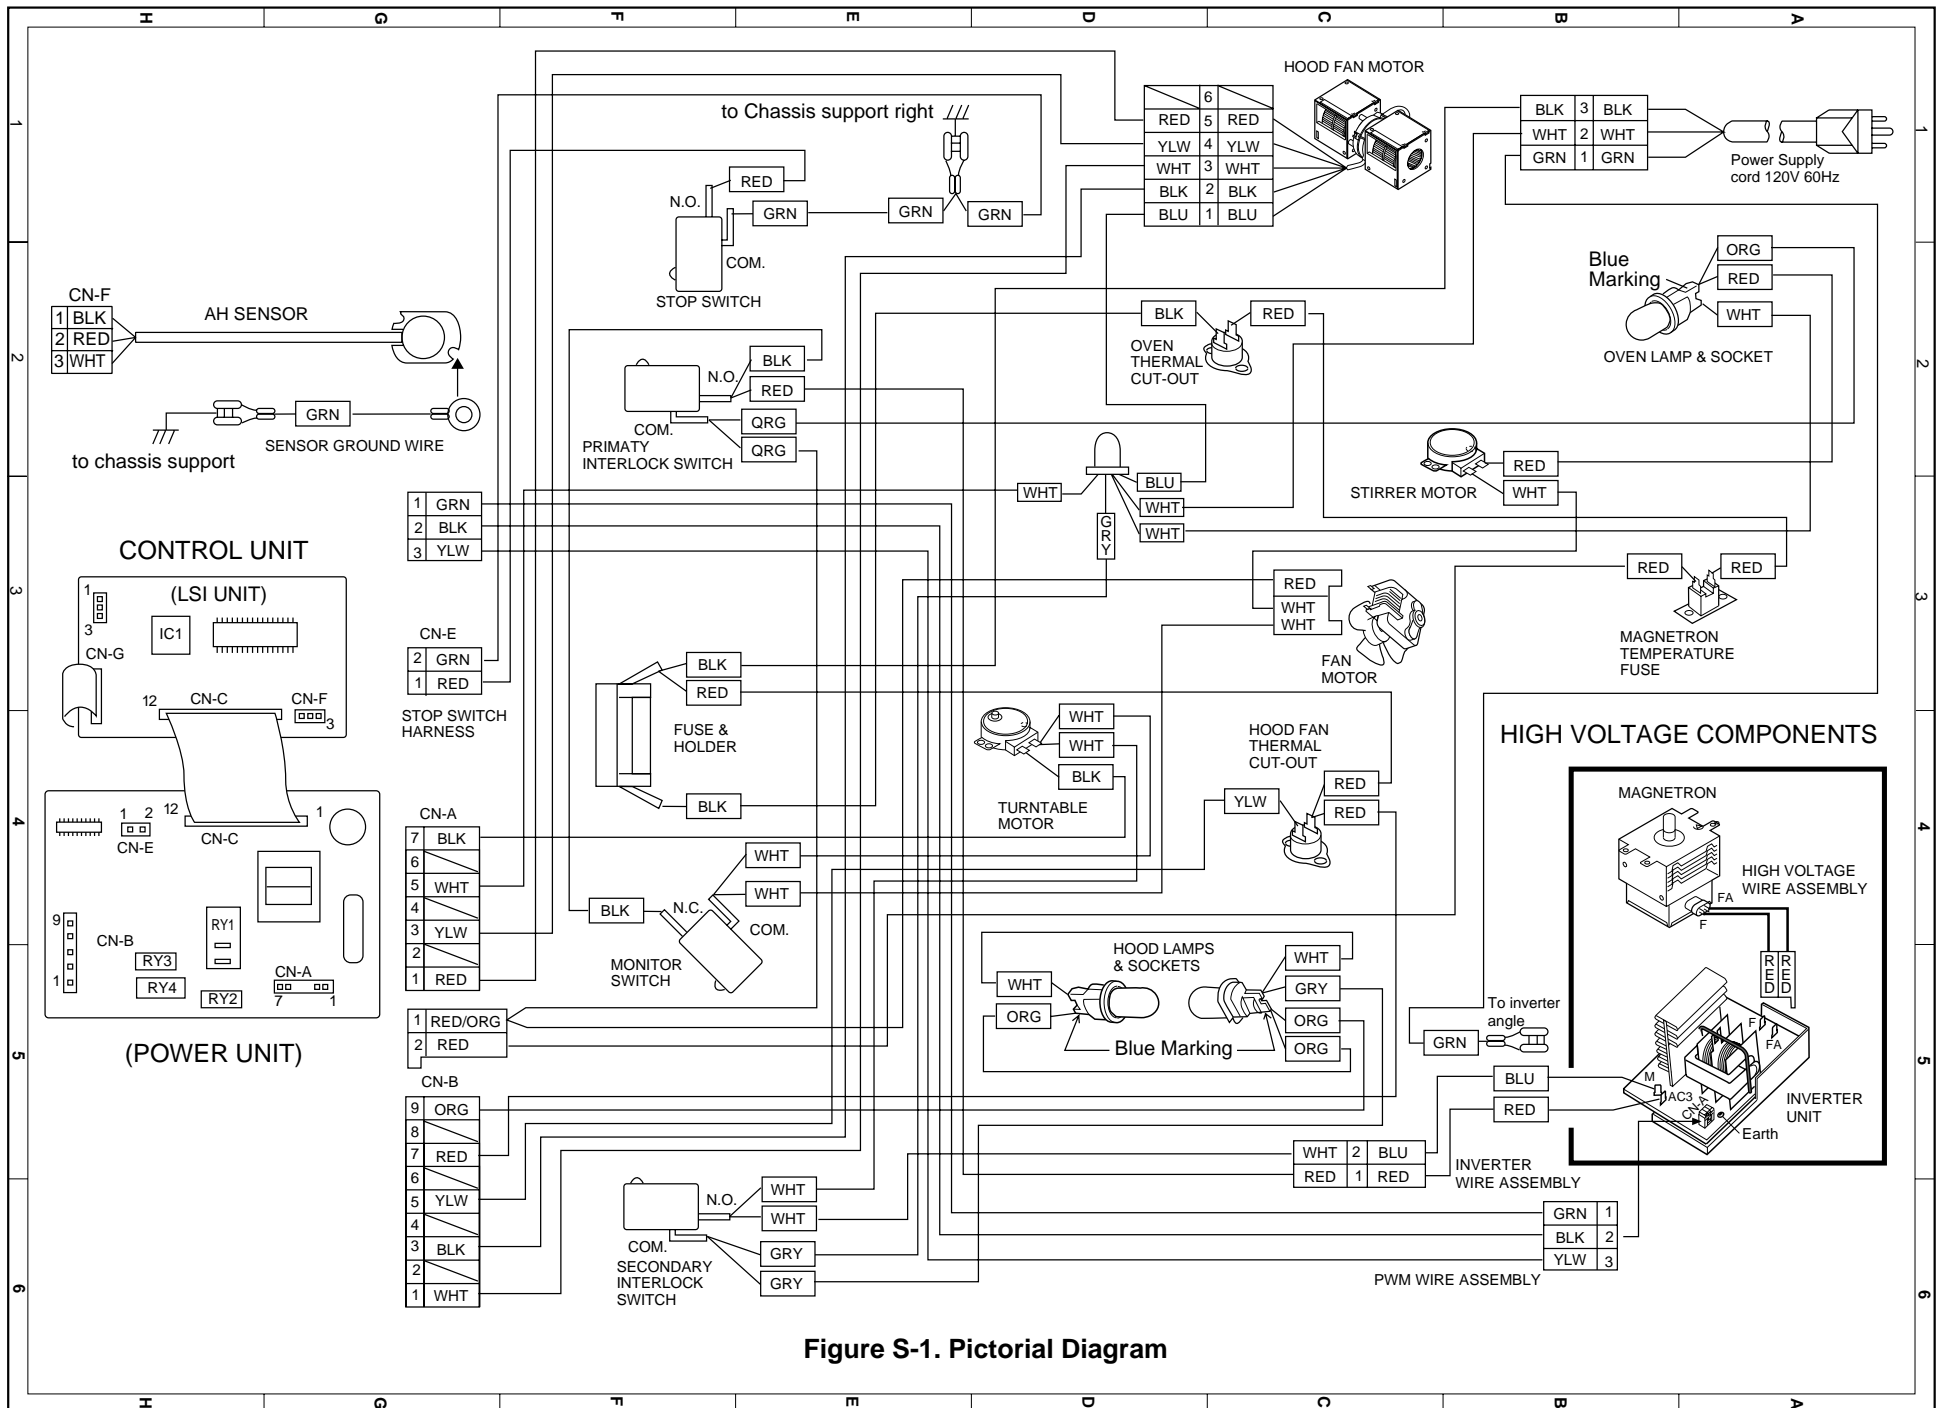 H G F E D C B A
1
2
3
4
5
6
1
2
3
4
5
6
HOOD FAN MOTOR
to Chassis support right
6
RED 5 RED
YLW 4 YLW
WHT 3 WHT
BLK 2 BLK
BLU 1 BLU
BLK 3 BLK
WHT 2 WHT
GRN 1 GRN
Power Supply
cord 120V 60Hz
RED
N.O.
GRN
GRN
GRN
COM.
STOP SWITCH
CN-F
1 BLK
2 RED
3 WHT
AH SENSOR
GRN
SENSOR GROUND WIRE
to chassis support
Blue
Marking
ORG
RED
WHT
OVEN LAMP & SOCKET
BLK
RED
OVEN
THERMAL
CUT-OUT
BLK
N.O.
RED
QRG
COM.
QRG
PRIMATY
INTERLOCK SWITCH
WHT
BLU
WHT
WHT
GRY
RED
WHT
STIRRER MOTOR
1 GRN
2 BLK
3 YLW
CONTROL UNIT
(LSI UNIT)
1
3
IC1
CN-G
12
CN-C
CN-F
3
CN-E
2 GRN
1 RED
STOP SWITCH
HARNESS
BLK
RED
FUSE &
HOLDER
BLK
RED
WHT
WHT
FAN
MOTOR
RED
RED
MAGNETRON
TEMPERATURE
FUSE
WHT
WHT
BLK
TURNTABLE
MOTOR
HOOD FAN
THERMAL
CUT-OUT
RED
YLW
RED
HIGH VOLTAGE COMPONENTS
MAGNETRON
HIGH VOLTAGE
WIRE ASSEMBLY
FA
F
RED
RED
F
FA
M
AC3
CN-A
INVERTER
UNIT
Earth
1 2
CN-E
12
CN-C
1
9
1
CN-B
RY1
RY3
RY4
RY2
CN-A
7 1
(POWER UNIT)
CN-A
7 BLK
6
5 WHT
4
3 YLW
2
1 RED
1 RED/ORG
2 RED
CN-B
9 ORG
8
7 RED
6
5 YLW
4
3 BLK
2
1 WHT
WHT
WHT
BLK
N.C.
COM.
MONITOR
SWITCH
HOOD LAMPS
& SOCKETS
WHT
ORG
WHT
GRY
ORG
ORG
Blue Marking
To inverter
angle
GRN
BLU
RED
WHT 2 BLU
RED 1 RED
INVERTER
WIRE ASSEMBLY
WHT
N.O.
WHT
COM.
GRY
GRY
SECONDARY
INTERLOCK
SWITCH
GRN 1
BLK 2
YLW 3
PWM WIRE ASSEMBLY
Figure S-1. Pictorial Diagram
H G F E D C B A